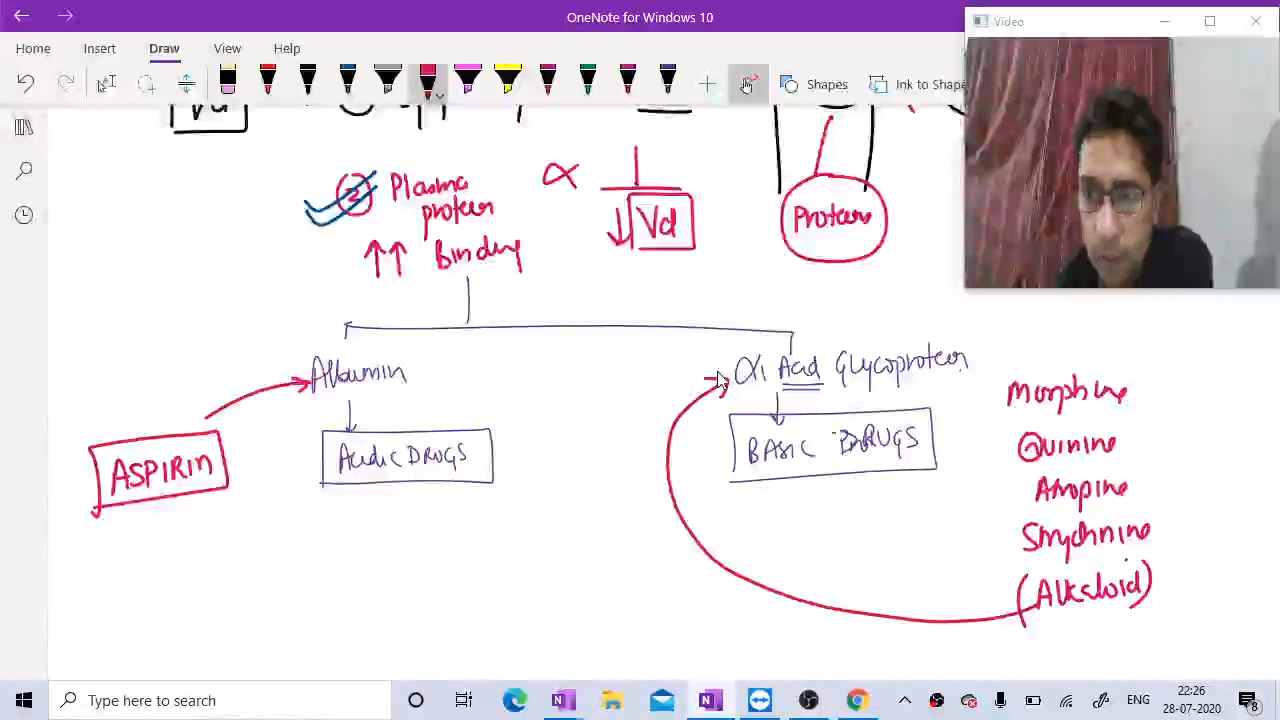 OneNote for Windows 10
Video
Home Insert Draw View Help
Shapes Ink to Shape
Vd
2 Plasma
protein
↑↑ Binding
∝ 1
↓ Vd
Protein
Albumin
α1 Acid Glycoprotein
Acidic DRUGS
BASIC DRUGS
ASPIRIN
Morphine
Quinine
Atropine
Strychnine
(Alkaloid)
Type here to search
ENG
22:26
28-07-2020
8